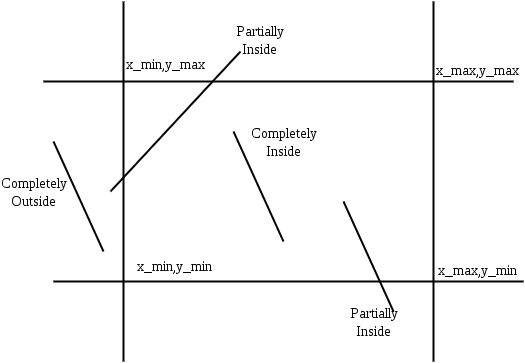 Partially
Inside
x_min,y_max
x_max,y_max
Completely
Inside
Completely
Outside
x_min,y_min
x_max,y_min
Partially
Inside